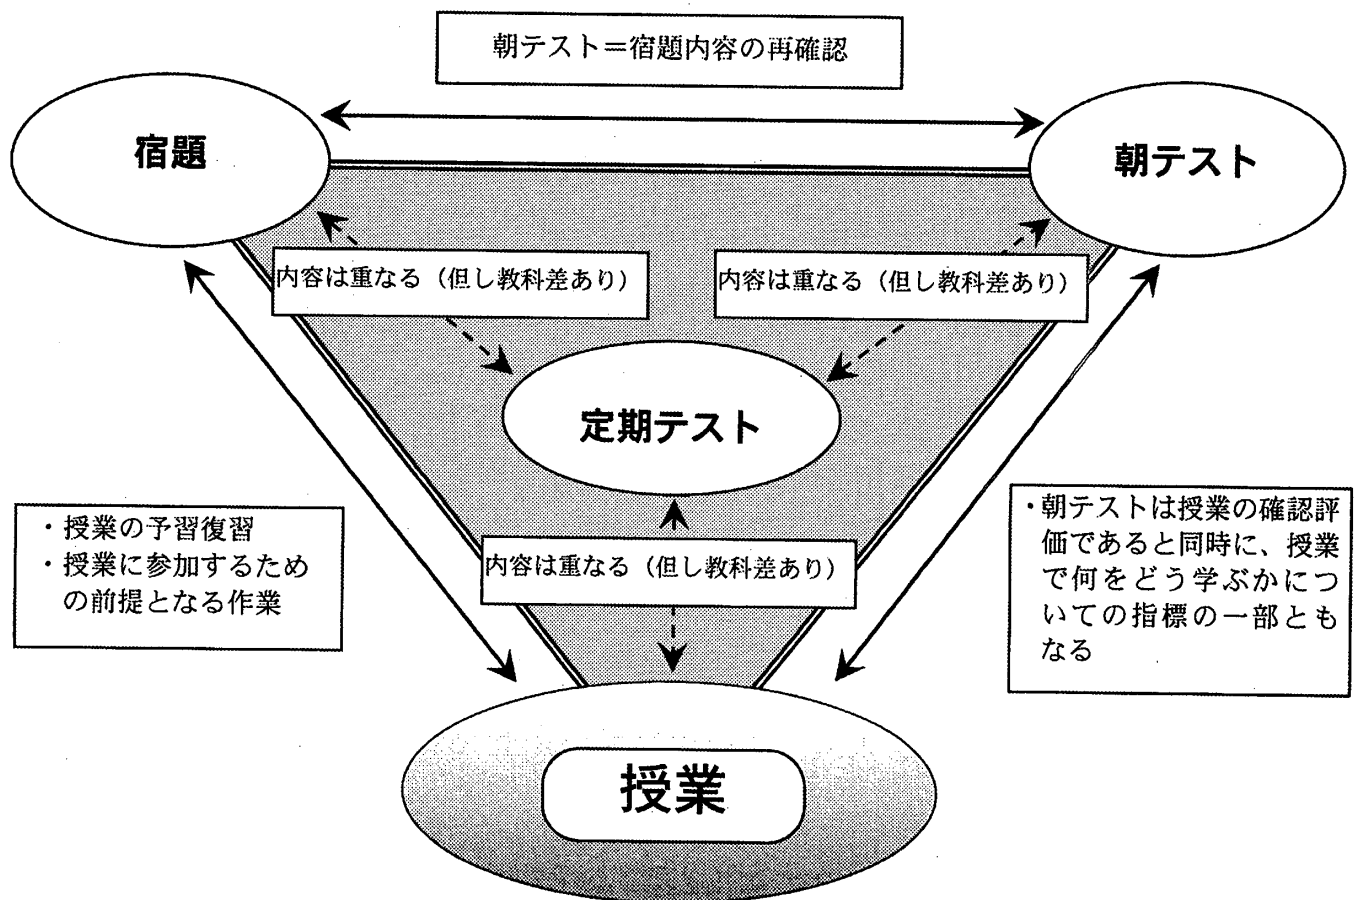 朝テスト＝宿題内容の再確認
宿題
朝テスト
内容は重なる（但し教科差あり）
内容は重なる（但し教科差あり）
定期テスト
・授業の予習復習
・授業に参加するため
の前提となる作業
内容は重なる（但し教科差あり）
・朝テストは授業の確認評
価であると同時に、授業
で何をどう学ぶかにつ
いての指標の一部とも
なる
授業